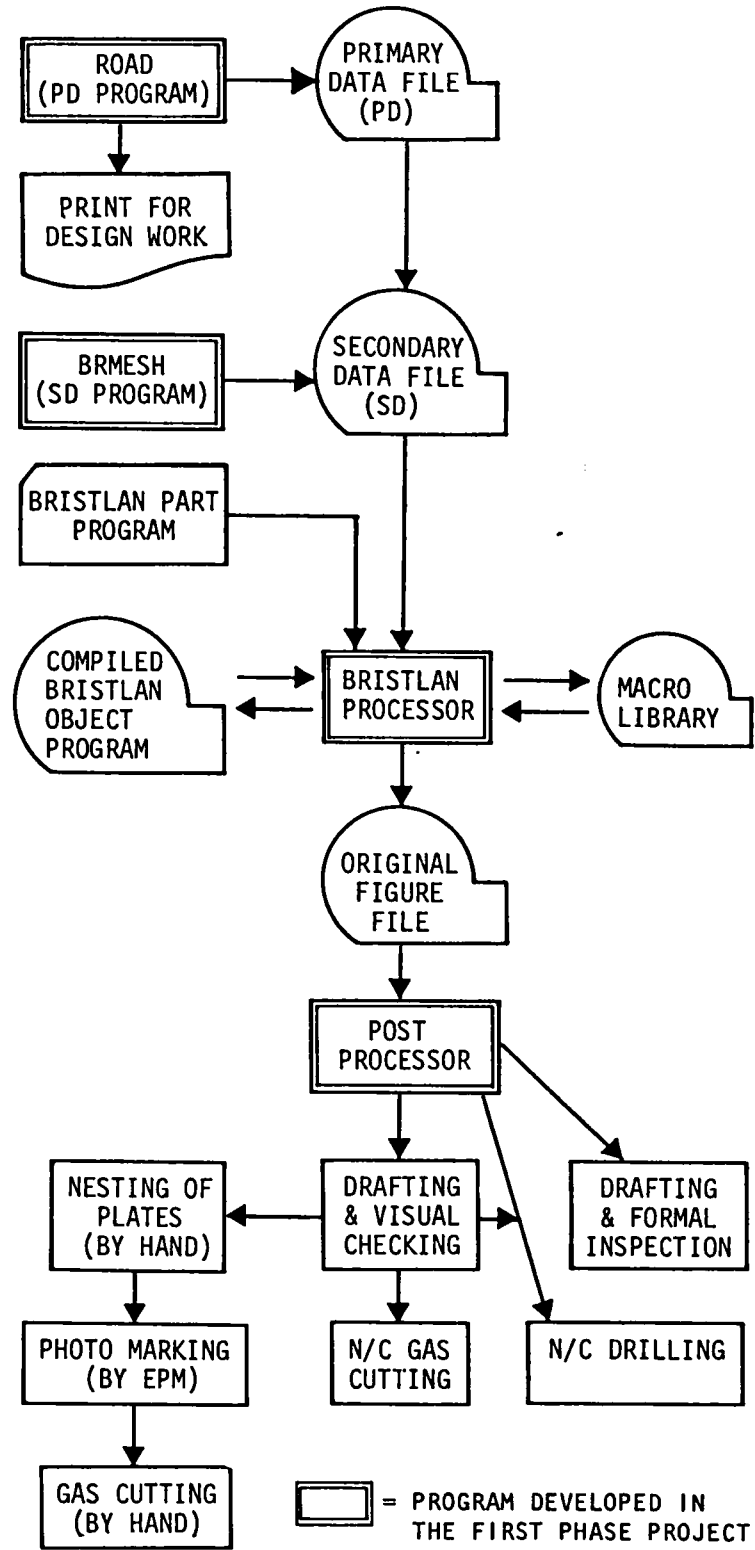 ROAD
(PD PROGRAM)
PRIMARY
DATA FILE
(PD)
PRINT FOR
DESIGN WORK
BRMESH
(SD PROGRAM)
SECONDARY
DATA FILE
(SD)
BRISTLAN PART
PROGRAM
COMPILED
BRISTLAN
OBJECT
PROGRAM
BRISTLAN
PROCESSOR
MACRO
LIBRARY
ORIGINAL
FIGURE
FILE
POST
PROCESSOR
NESTING OF
PLATES
(BY HAND)
DRAFTING
& VISUAL
CHECKING
DRAFTING
& FORMAL
INSPECTION
PHOTO MARKING
(BY EPM)
N/C GAS
CUTTING
N/C DRILLING
GAS CUTTING
(BY HAND)
= PROGRAM DEVELOPED IN
THE FIRST PHASE PROJECT